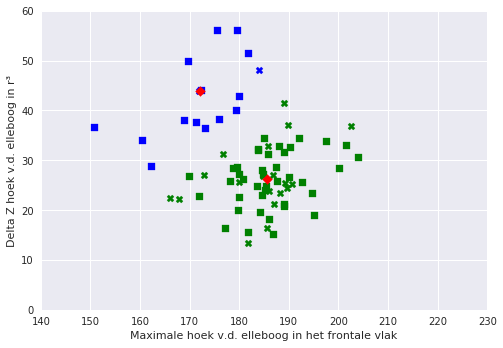 60
50
40
30
20
10
0
Delta Z hoek v.d. elleboog in r³
140 150 160 170 180 190 200 210 220 230
Maximale hoek v.d. elleboog in het frontale vlak